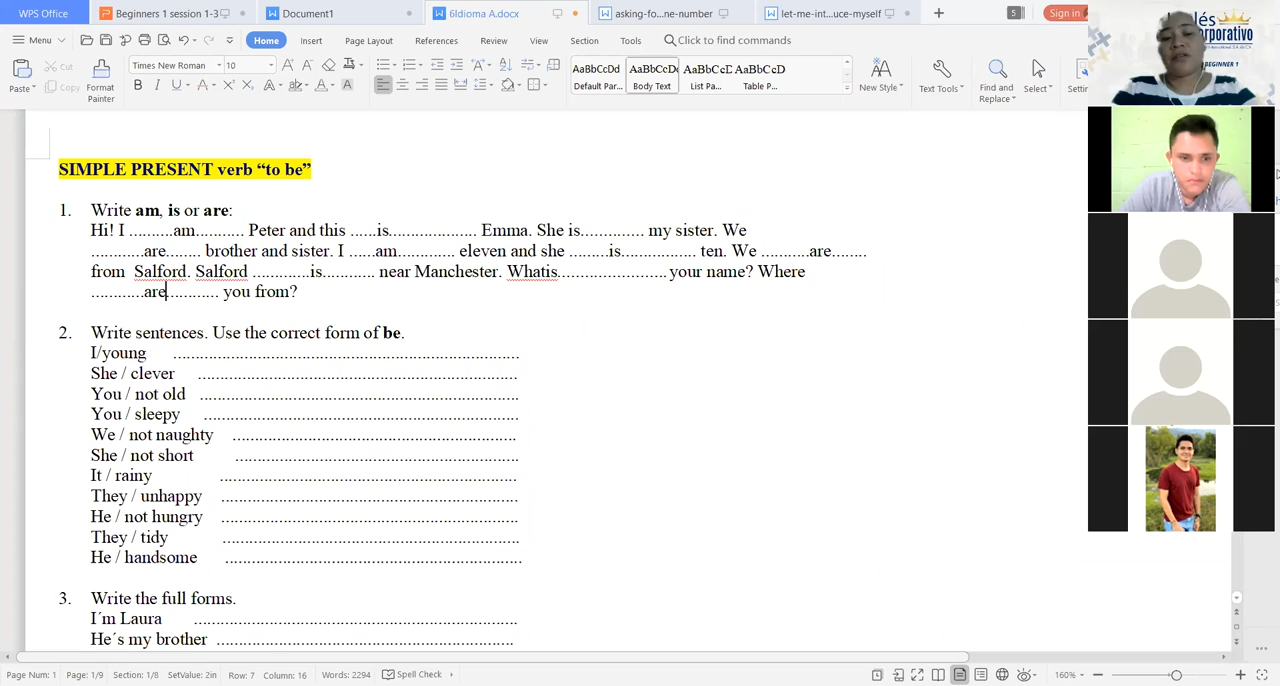 WPS Office
Beginners 1 session 1-3
Document1
6Idioma A.docx
asking-fo...ne-number
let-me-int...uce-myself
5
Sign in
Menu
Home
Insert
Page Layout
References
Review
View
Section
Tools
Click to find commands
Paste
Cut
Copy
Format Painter
Times New Roman
10
AaBbCcDd
Default Par...
AaBbCcDd
Body Text
AaBbCcD
List Pa...
AaBbCcD
Table P...
New Style
Text Tools
Find and Replace
Select
BEGINNER 1
SIMPLE PRESENT verb “to be”
1. Write am, is or are:
Hi! I ..........am........... Peter and this ......is.................... Emma. She is.............. my sister. We
............are........ brother and sister. I ......am............. eleven and she .........is................. ten. We ..........are........
from Salford. Salford .............is............ near Manchester. Whatis......................... your name? Where
............are............ you from?
2. Write sentences. Use the correct form of be.
I/young ..............................................................................
She / clever ........................................................................
You / not old ........................................................................
You / sleepy .......................................................................
We / not naughty ................................................................
She / not short ................................................................
It / rainy ...................................................................
They / unhappy ...................................................................
He / not hungry ...................................................................
They / tidy ...................................................................
He / handsome ...................................................................
3. Write the full forms.
I´m Laura .........................................................................
He´s my brother ...................................................................
Page Num: 1 Page: 1/9 Section: 1/8 SetValue: 2in Row: 7 Column: 16 Words: 2294 Spell Check
160%